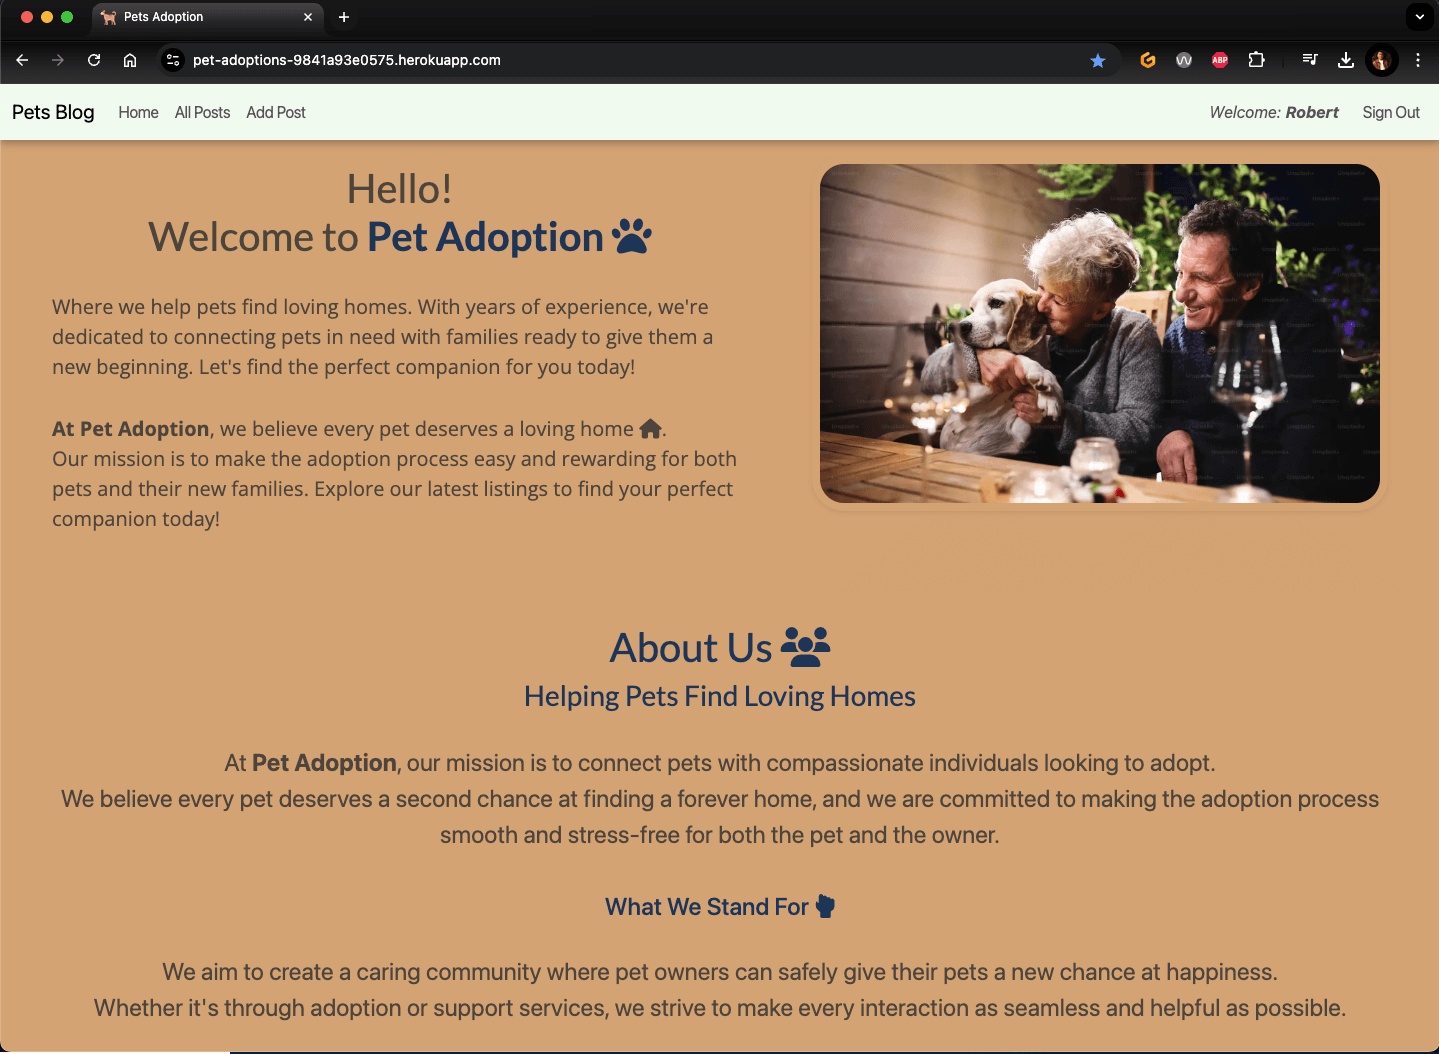 Pets Adoption
pet-adoptions-9841a93e0575.herokuapp.com
ABP
Pets Blog Home All Posts Add Post Welcome: Robert Sign Out
Hello!
Welcome to Pet Adoption
Where we help pets find loving homes. With years of experience, we're
dedicated to connecting pets in need with families ready to give them a
new beginning. Let's find the perfect companion for you today!
At Pet Adoption, we believe every pet deserves a loving home .
Our mission is to make the adoption process easy and rewarding for both
pets and their new families. Explore our latest listings to find your perfect
companion today!
About Us
Helping Pets Find Loving Homes
At Pet Adoption, our mission is to connect pets with compassionate individuals looking to adopt.
We believe every pet deserves a second chance at finding a forever home, and we are committed to making the adoption process
smooth and stress-free for both the pet and the owner.
What We Stand For
We aim to create a caring community where pet owners can safely give their pets a new chance at happiness.
Whether it's through adoption or support services, we strive to make every interaction as seamless and helpful as possible.